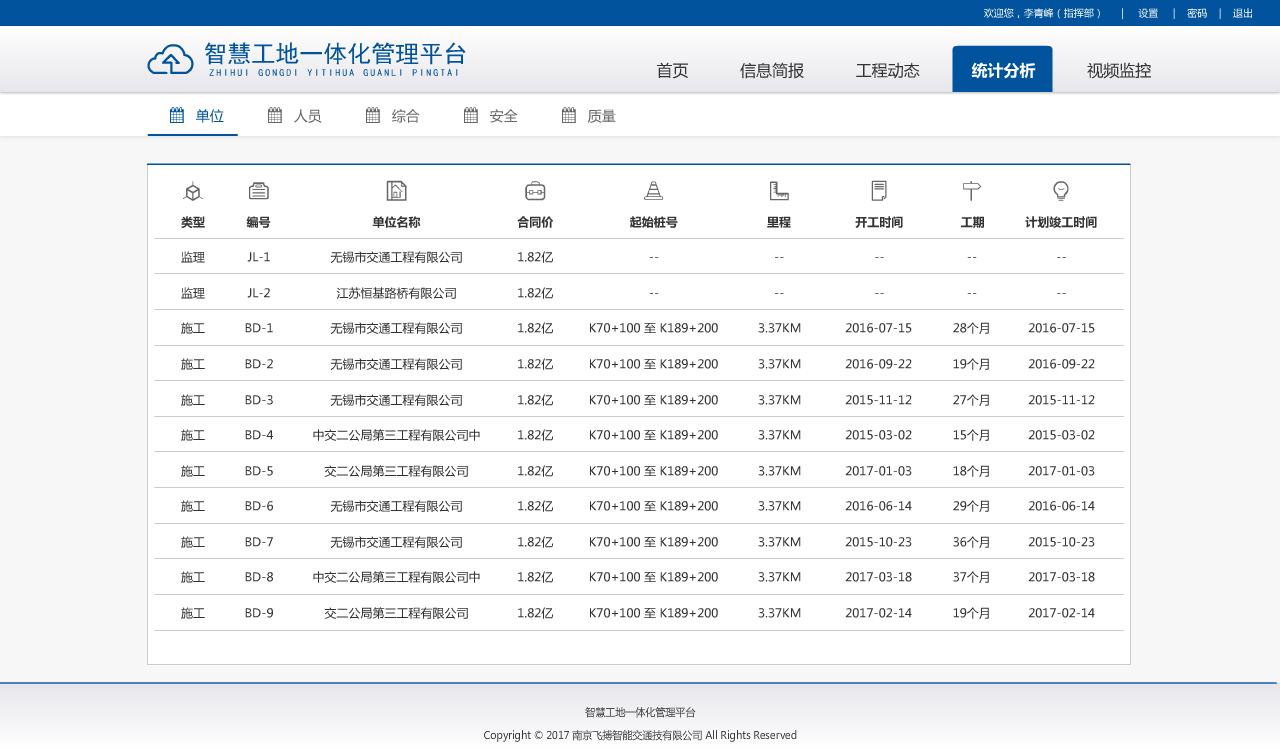 欢迎您，李青峰（指挥部） | 设置 | 密码 | 退出
智慧工地一体化管理平台
ZHIHUI GONGDI YITIHUA GUANLI PINGTAI
首页 信息简报 工程动态 统计分析 视频监控
单位 人员 综合 安全 质量
类型 编号 单位名称 合同价 起始桩号 里程 开工时间 工期 计划竣工时间
监理 JL-1 无锡市交通工程有限公司 1.82亿 -- -- -- -- --
监理 JL-2 江苏恒基路桥有限公司 1.82亿 -- -- -- -- --
施工 BD-1 无锡市交通工程有限公司 1.82亿 K70+100 至 K189+200 3.37KM 2016-07-15 28个月 2016-07-15
施工 BD-2 无锡市交通工程有限公司 1.82亿 K70+100 至 K189+200 3.37KM 2016-09-22 19个月 2016-09-22
施工 BD-3 无锡市交通工程有限公司 1.82亿 K70+100 至 K189+200 3.37KM 2015-11-12 27个月 2015-11-12
施工 BD-4 中交二公局第三工程有限公司中 1.82亿 K70+100 至 K189+200 3.37KM 2015-03-02 15个月 2015-03-02
施工 BD-5 交二公局第三工程有限公司 1.82亿 K70+100 至 K189+200 3.37KM 2017-01-03 18个月 2017-01-03
施工 BD-6 无锡市交通工程有限公司 1.82亿 K70+100 至 K189+200 3.37KM 2016-06-14 29个月 2016-06-14
施工 BD-7 无锡市交通工程有限公司 1.82亿 K70+100 至 K189+200 3.37KM 2015-10-23 36个月 2015-10-23
施工 BD-8 中交二公局第三工程有限公司中 1.82亿 K70+100 至 K189+200 3.37KM 2017-03-18 37个月 2017-03-18
施工 BD-9 交二公局第三工程有限公司 1.82亿 K70+100 至 K189+200 3.37KM 2017-02-14 19个月 2017-02-14
智慧工地一体化管理平台
Copyright © 2017 南京飞搏智能交通技有限公司 All Rights Reserved